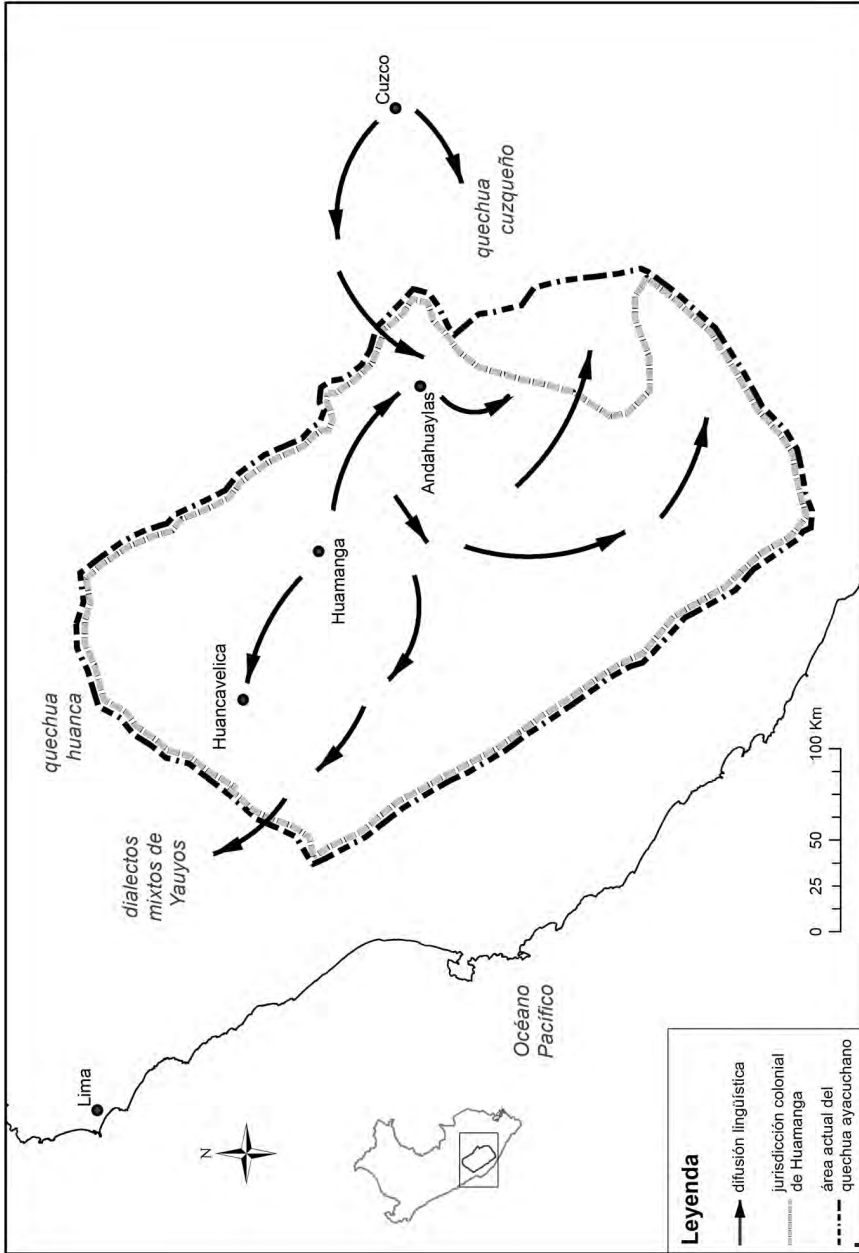 Lima
N
dialectos
mixtos de
Yauyos
quechua
huanca
Huancavelica
Huamanga
Andahuaylas
Cuzco
quechua
cuzqueño
Océano
Pacífico
0
25
50
100 Km
Leyenda
difusión lingüística
jurisdicción colonial
de Huamanga
área actual del
quechua ayacuchano